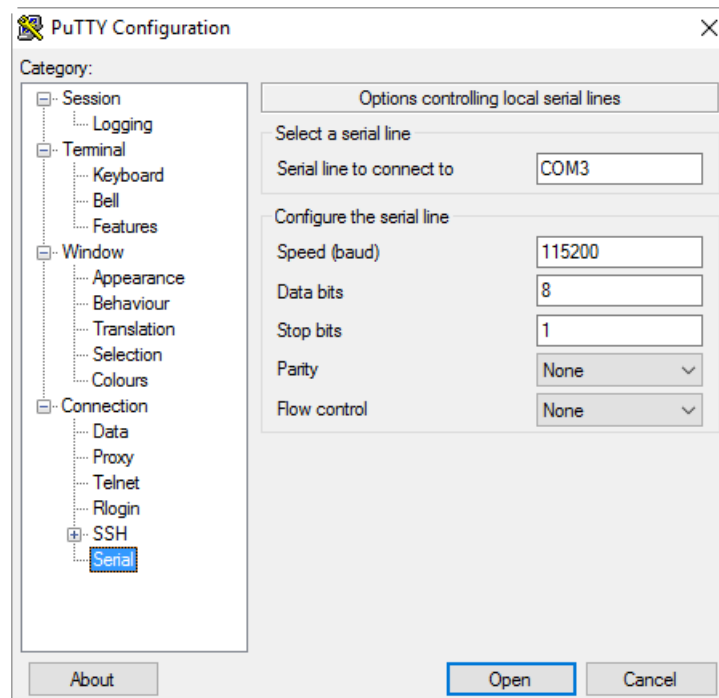 PuTTY Configuration
Category:
Session
Logging
Terminal
Keyboard
Bell
Features
Window
Appearance
Behaviour
Translation
Selection
Colours
Connection
Data
Proxy
Telnet
Rlogin
SSH
Serial
Options controlling local serial lines
Select a serial line
Serial line to connect to COM3
Configure the serial line
Speed (baud) 115200
Data bits 8
Stop bits 1
Parity None
Flow control None
About Open Cancel